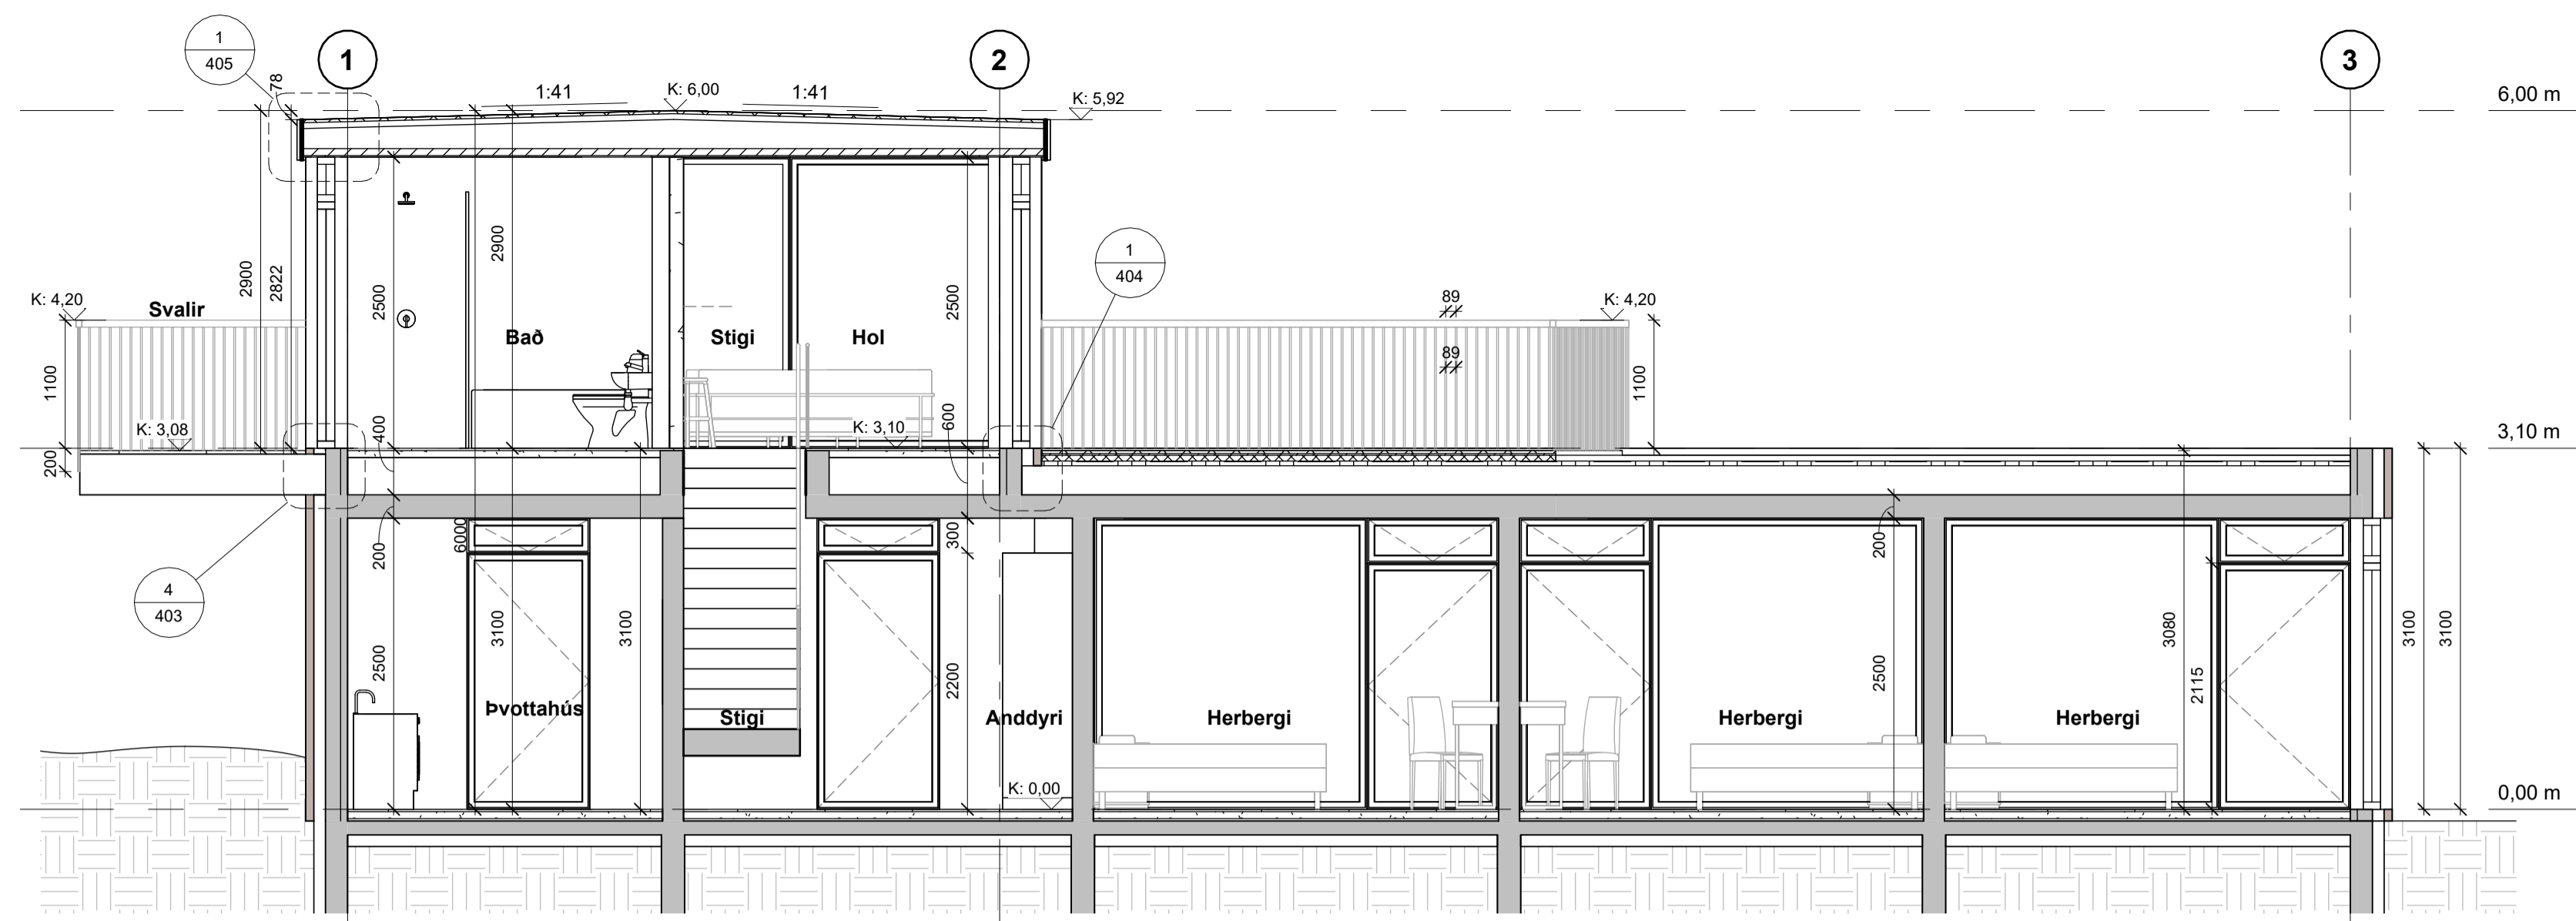 1
405
1
2
3
78
1:41
K: 6,00
1:41
K: 5,92
6,00 m
2900
2822
2500
2900
2500
1
404
K: 4,20
Svalir
Bað
Stigi
Hol
89
K: 4,20
89
1100
K: 3,08
400
K: 3,10
600
1100
3,10 m
200
200
6000
300
200
4
403
2500
3100
3100
2200
2500
3080
2115
3100
3100
Þvottahús
Stigi
Anddyri
Herbergi
Herbergi
Herbergi
K: 0,00
0,00 m